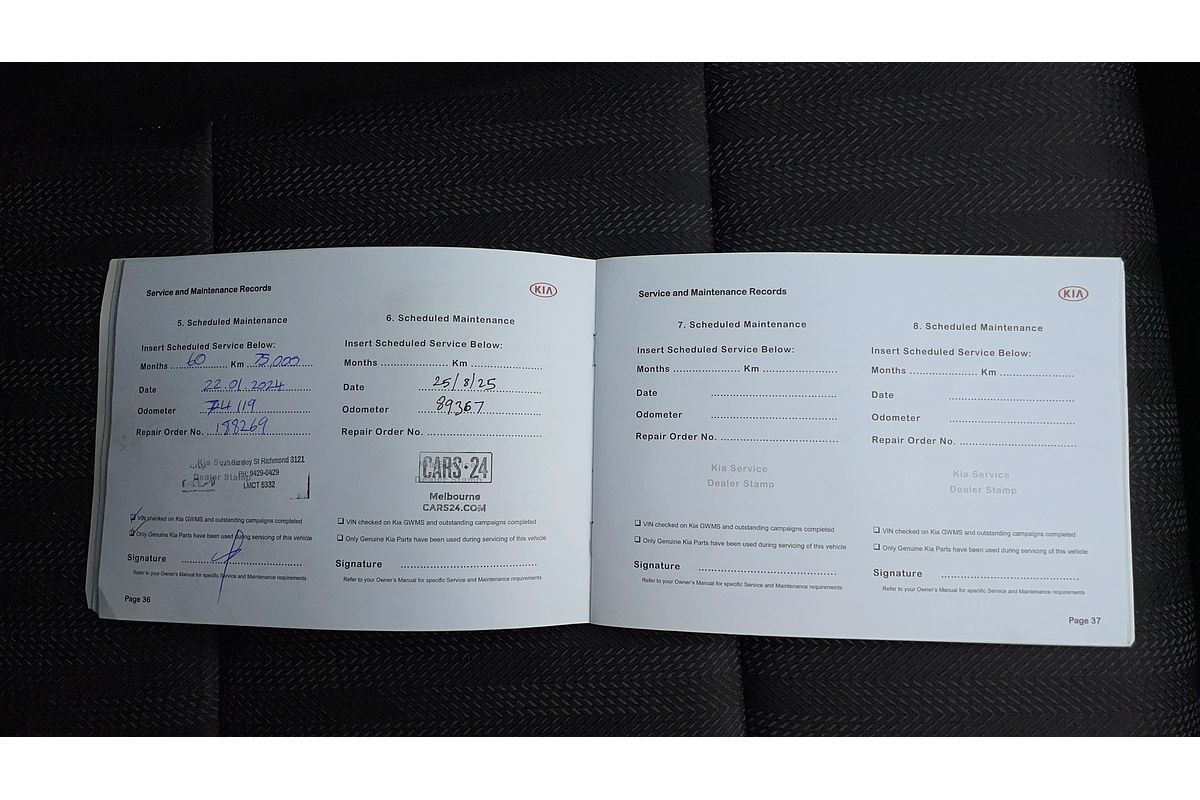 Service and Maintenance Records
KIA
5. Scheduled Maintenance
Insert Scheduled Service Below:
Months 60 Km 75,000
Date 22.01.2024
Odometer 74119
Repair Order No. 188269
Kia Service
Dealer Stamp
St Richmond 3121
PH: 9429-0429
LMCT 5332
VIN checked on Kia GWMS and outstanding campaigns completed
Only Genuine Kia Parts have been used during servicing of this vehicle
Signature
Refer to your Owner's Manual for specific Service and Maintenance requirements
Page 36
6. Scheduled Maintenance
Insert Scheduled Service Below:
Months Km
Date 25/8/25
Odometer 89367
Repair Order No.
CARS·24
Dealer Stamp
Melbourne
CARS24.COM
VIN checked on Kia GWMS and outstanding campaigns completed
Only Genuine Kia Parts have been used during servicing of this vehicle
Signature
Refer to your Owner's Manual for specific Service and Maintenance requirements
Service and Maintenance Records
KIA
7. Scheduled Maintenance
Insert Scheduled Service Below:
Months Km
Date
Odometer
Repair Order No.
Kia Service
Dealer Stamp
VIN checked on Kia GWMS and outstanding campaigns completed
Only Genuine Kia Parts have been used during servicing of this vehicle
Signature
Refer to your Owner's Manual for specific Service and Maintenance requirements
8. Scheduled Maintenance
Insert Scheduled Service Below:
Months Km
Date
Odometer
Repair Order No.
Kia Service
Dealer Stamp
VIN checked on Kia GWMS and outstanding campaigns completed
Only Genuine Kia Parts have been used during servicing of this vehicle
Signature
Refer to your Owner's Manual for specific Service and Maintenance requirements
Page 37